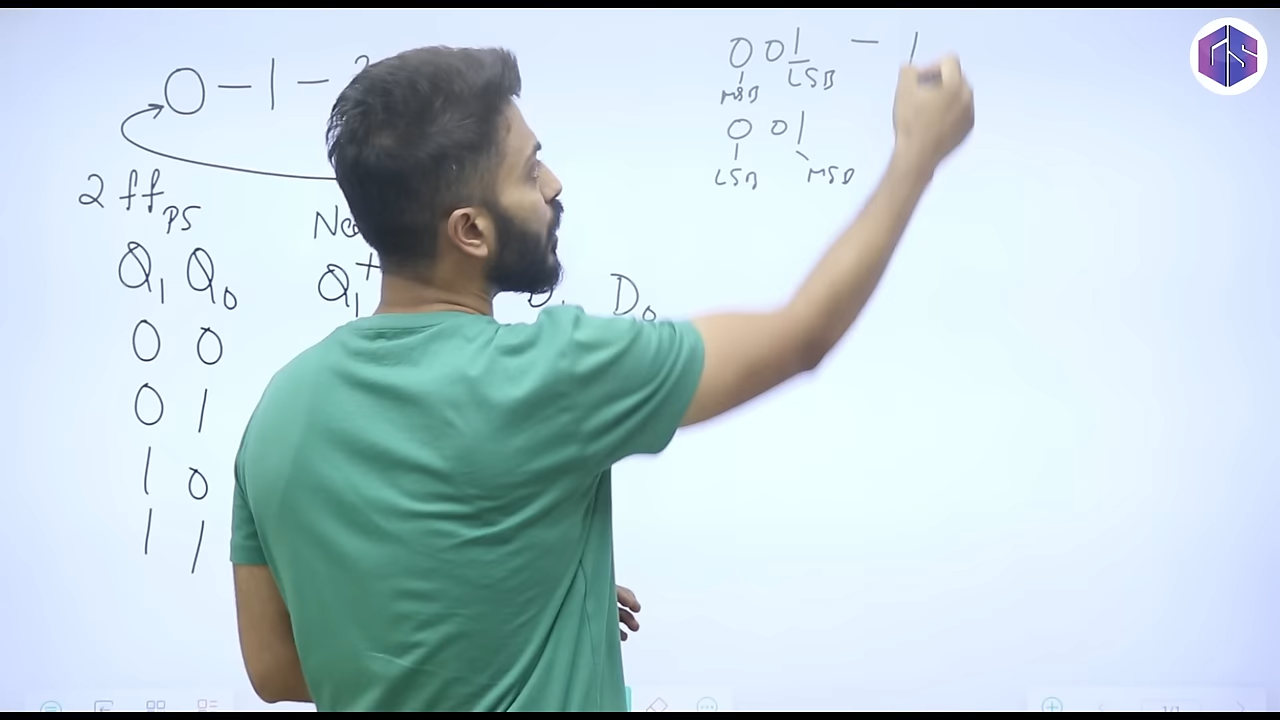 0 - 1 -
2 ff
PS
Q1 Q0 Q1+ D0
0 0
0 1
1 0
1 1
0 0 1 - 1
MSB LSB
0 0 1
LSB MSB
GS